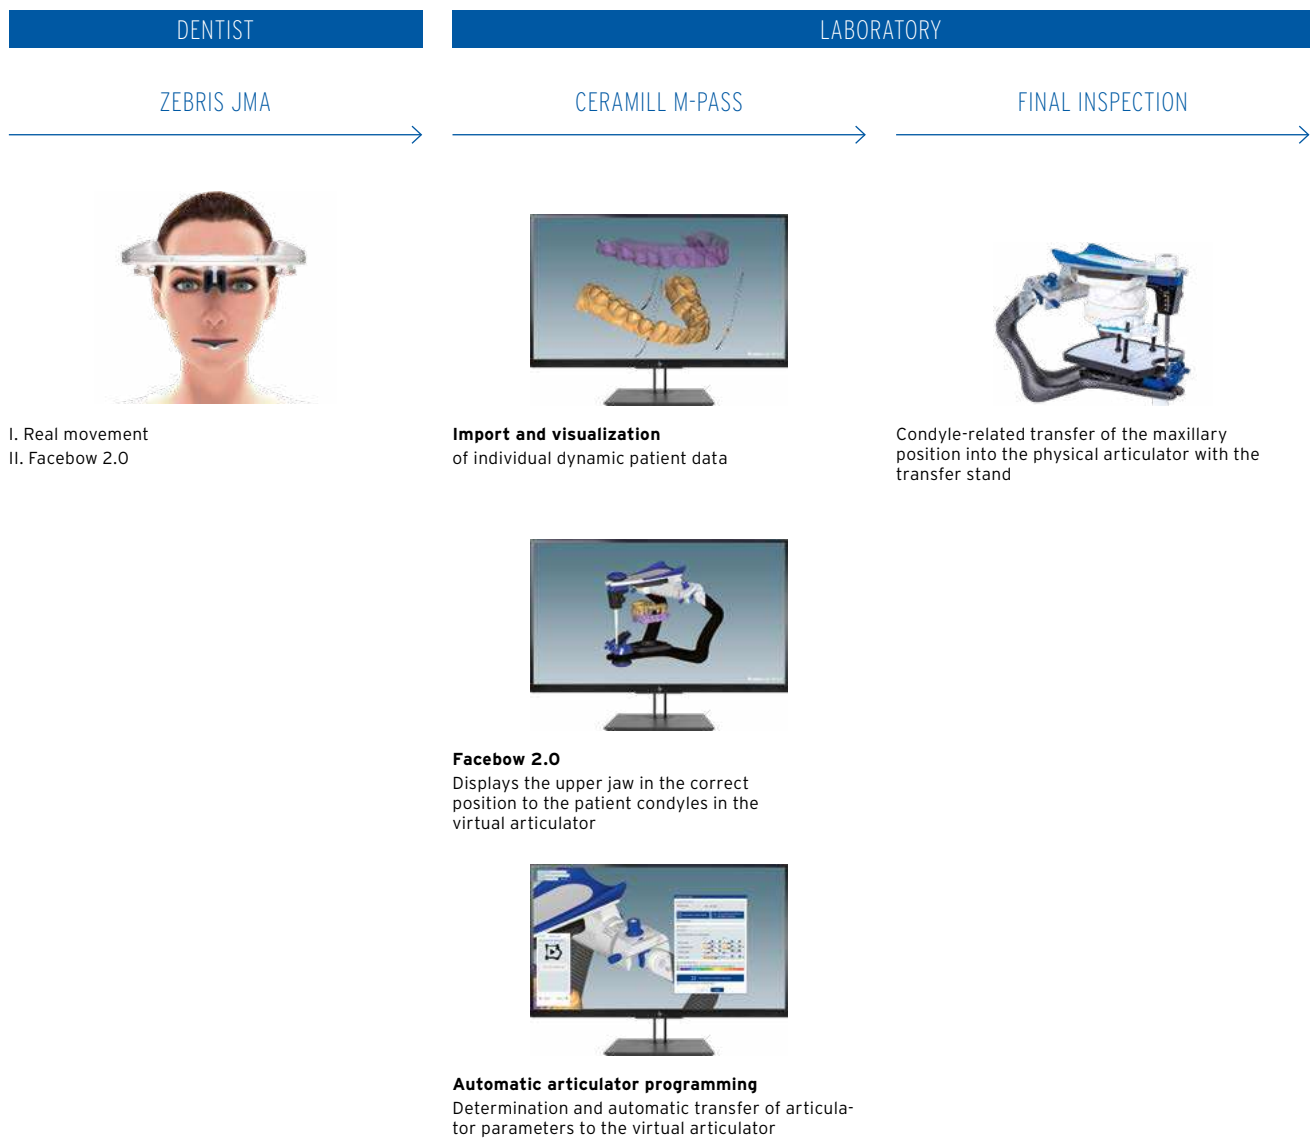 DENTIST
LABORATORY
ZEBRIS JMA
CERAMILL M-PASS
FINAL INSPECTION
I. Real movement
II. Facebow 2.0
Import and visualization
of individual dynamic patient data
Condyle-related transfer of the maxillary
position into the physical articulator with the
transfer stand
Facebow 2.0
Displays the upper jaw in the correct
position to the patient condyles in the
virtual articulator
Automatic articulator programming
Determination and automatic transfer of articula-
tor parameters to the virtual articulator